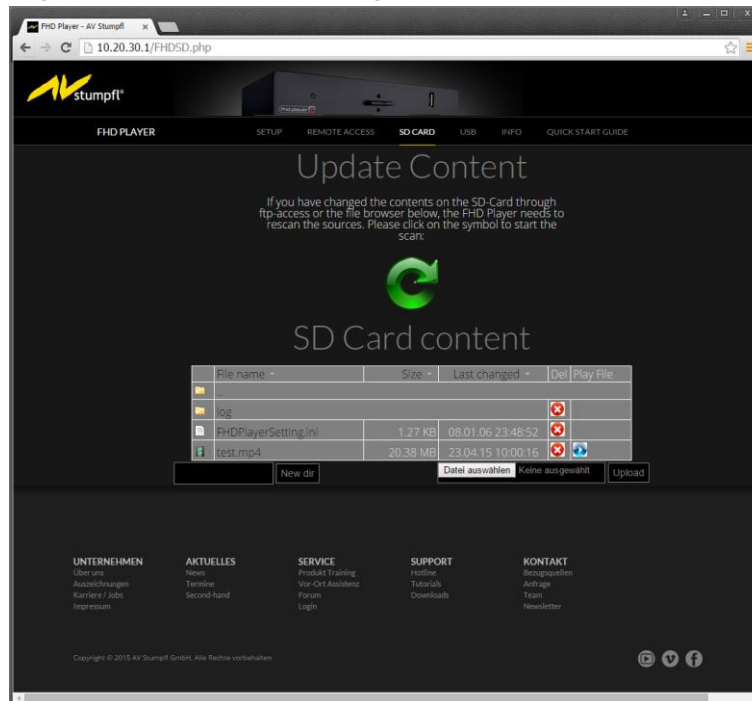 FHD Player - AV Stumpfl
10.20.30.1/FHDSD.php
AV stumpfl®
FHD PLAYER SETUP REMOTE ACCESS SD CARD USB INFO QUICK START GUIDE
Update Content
If you have changed the contents on the SD-Card through
ftp-access or the file browser below, the FHD Player needs to
rescan the sources. Please click on the symbol to start the
scan:
SD Card content
File name Size Last changed Del Play File
..
log
FHDPlayerSetting.ini 1.27 KB 08.01.06 23:48:52
test.mp4 20.38 MB 23.04.15 10:00:16
New dir Datei auswählen Keine ausgewählt Upload
UNTERNEHMEN AKTUELLES SERVICE SUPPORT KONTAKT
Über uns News Produkt Training Hotline Bezugsquellen
Auszeichnungen Termine Vor-Ort Assistenz Tutorials Anfrage
Karriere / Jobs Second-hand Forum Downloads Team
Impressum Login Newsletter
Copyright © 2015 AV Stumpfl GmbH, Alle Rechte vorbehalten